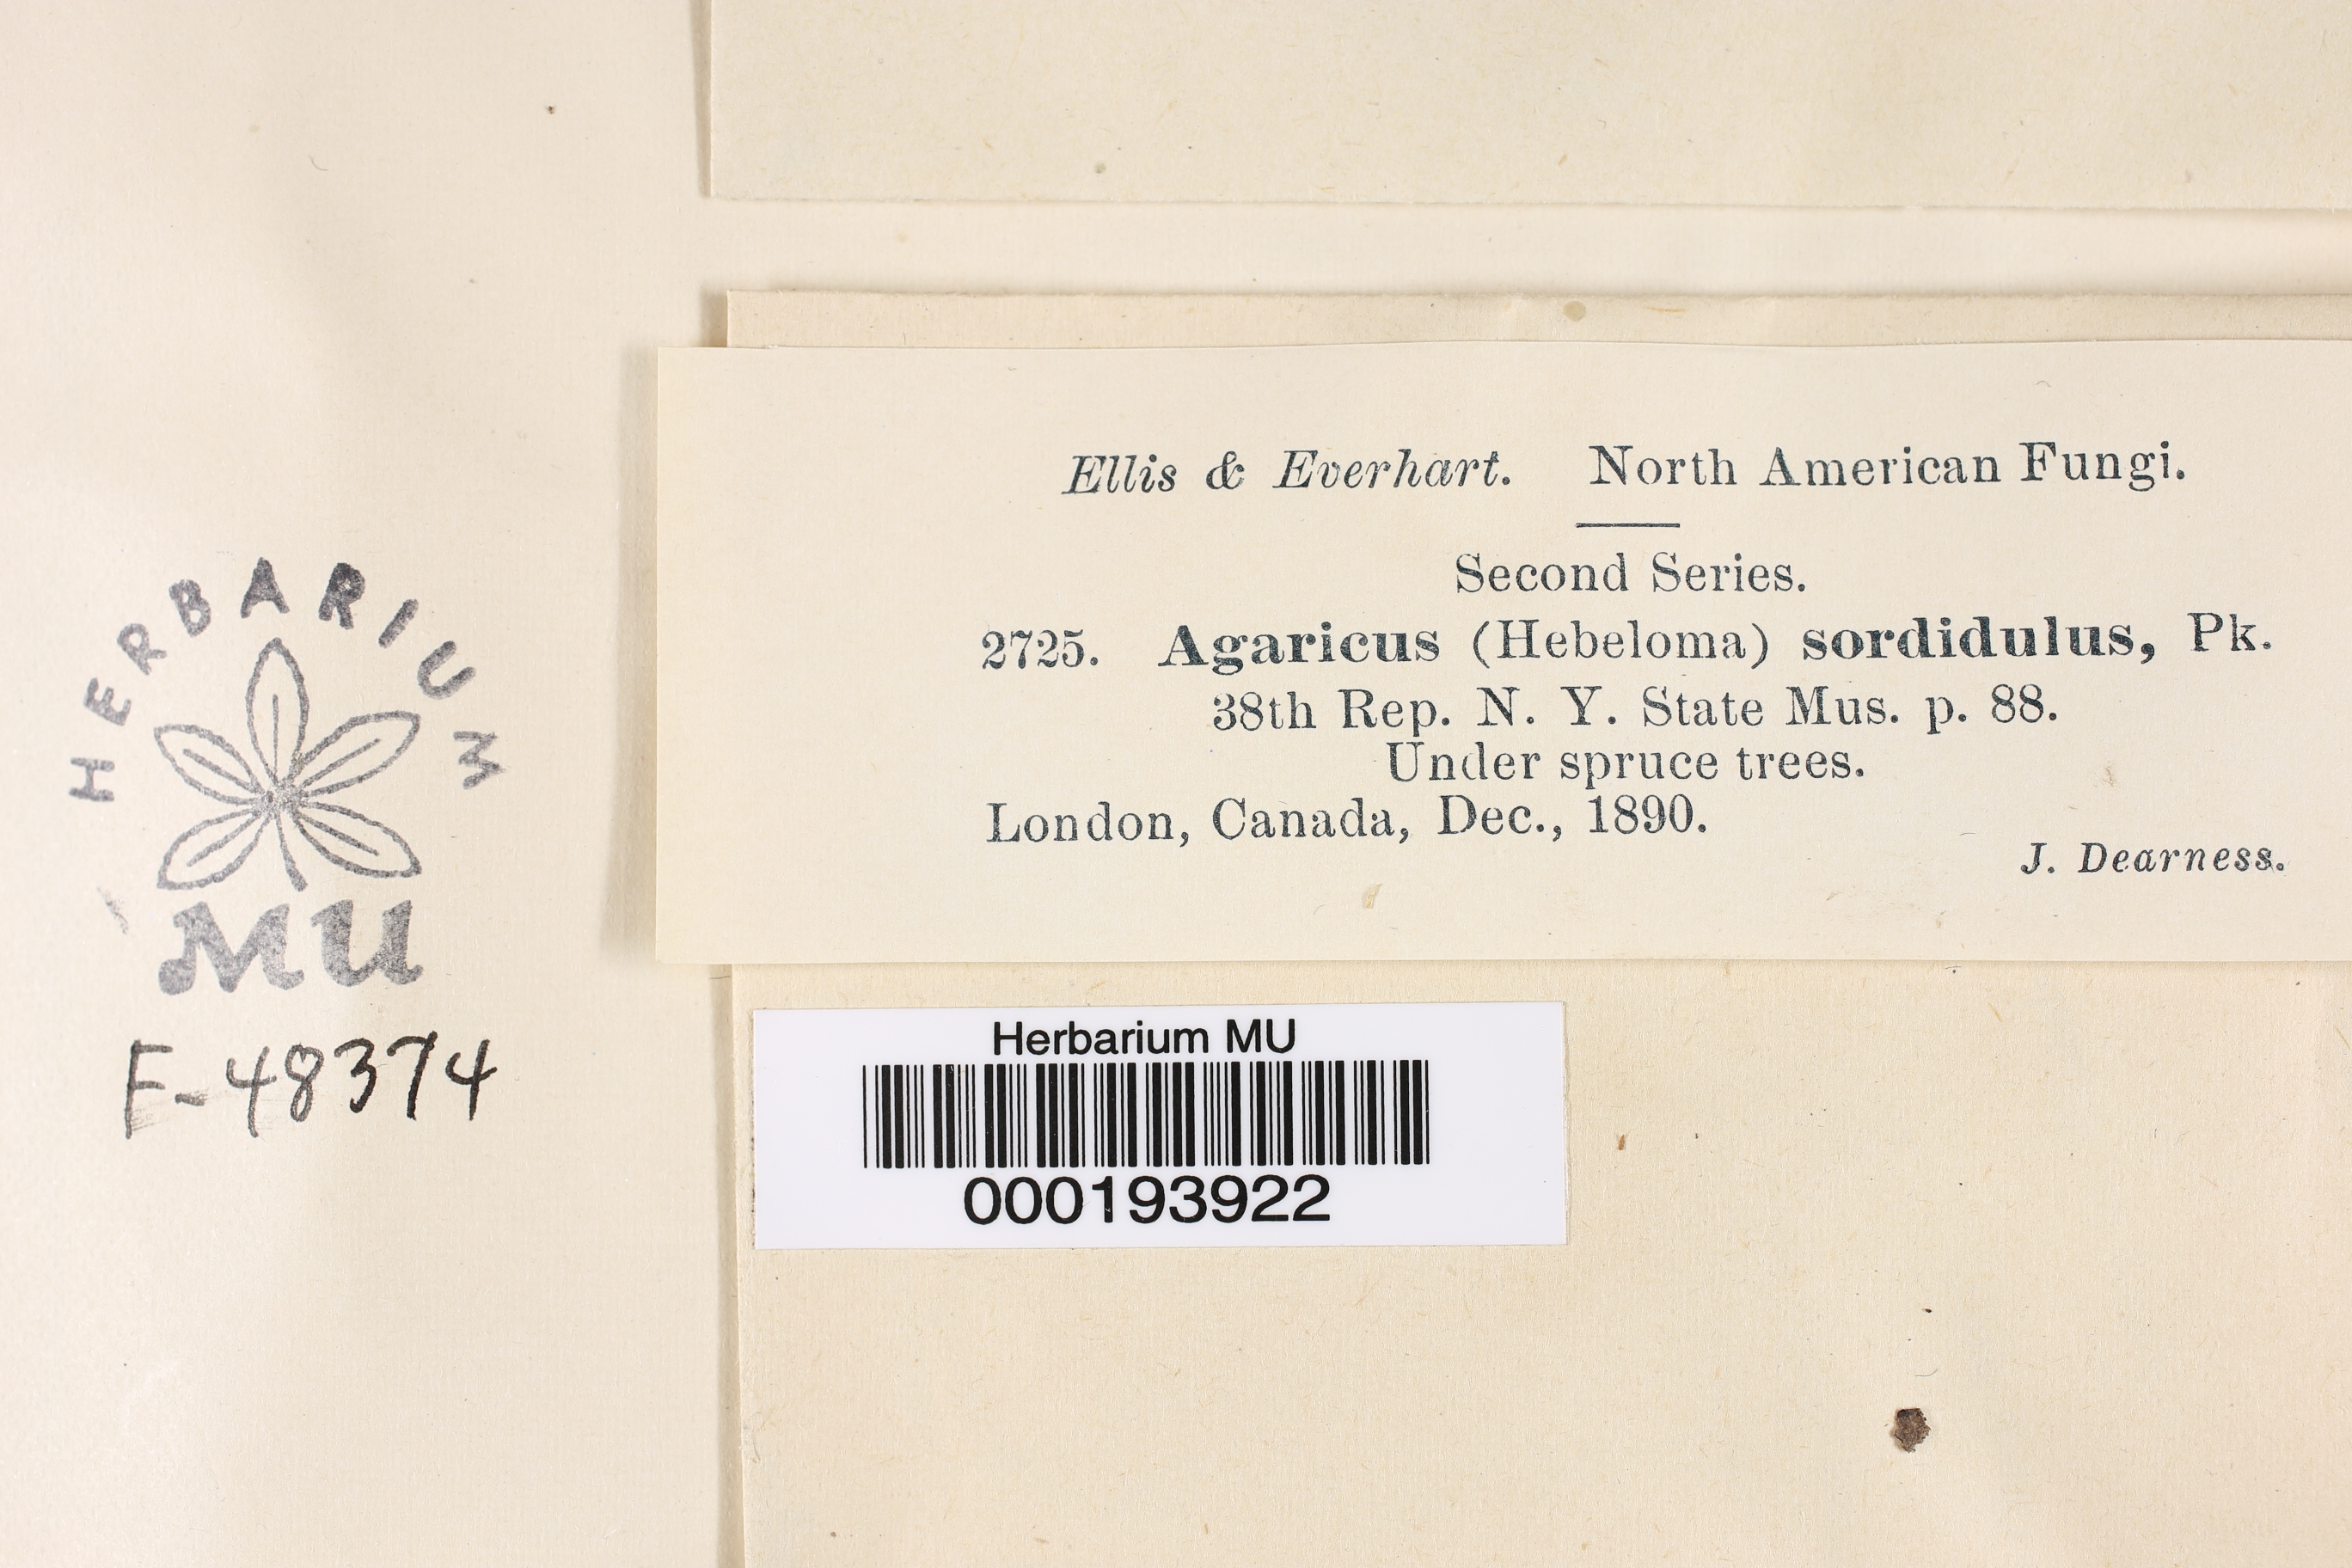 Ellis & Everhart. North American Fungi.
Second Series.
2725. Agaricus (Hebeloma) sordidulus, Pk.
38th Rep. N. Y. State Mus. p. 88.
Under spruce trees.
London, Canada, Dec., 1890.
J. Dearness.
HERBARIUM
MU
F-48374
Herbarium MU
000193922